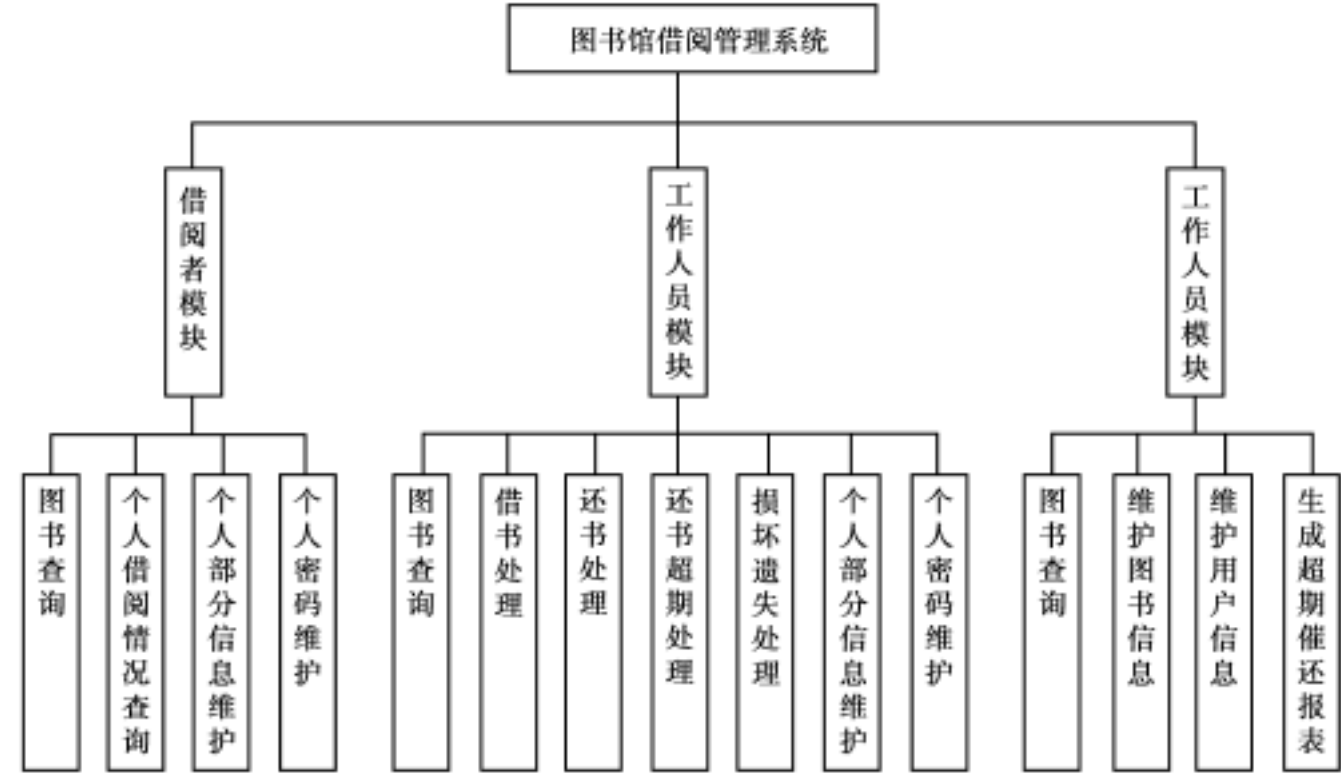 图书馆借阅管理系统
借阅者模块
工作人员模块
工作人员模块
图书查询
个人借阅情况查询
个人部分信息维护
个人密码维护
图书查询
借书处理
还书处理
还书超期处理
损坏遗失处理
个人部分信息维护
个人密码维护
图书查询
维护图书信息
维护用户信息
生成超期催还报表